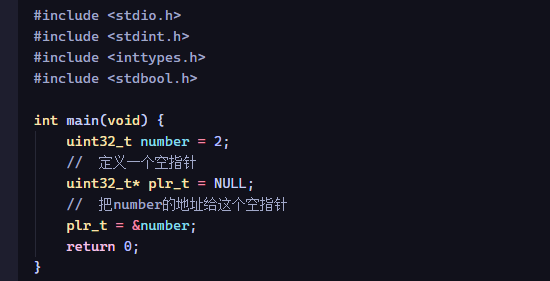 #include <stdio.h>
#include <stdint.h>
#include <inttypes.h>
#include <stdbool.h>
int main(void) {
uint32_t number = 2;
// 定义一个空指针
uint32_t* plr_t = NULL;
// 把number的地址给这个空指针
plr_t = &number;
return 0;
}